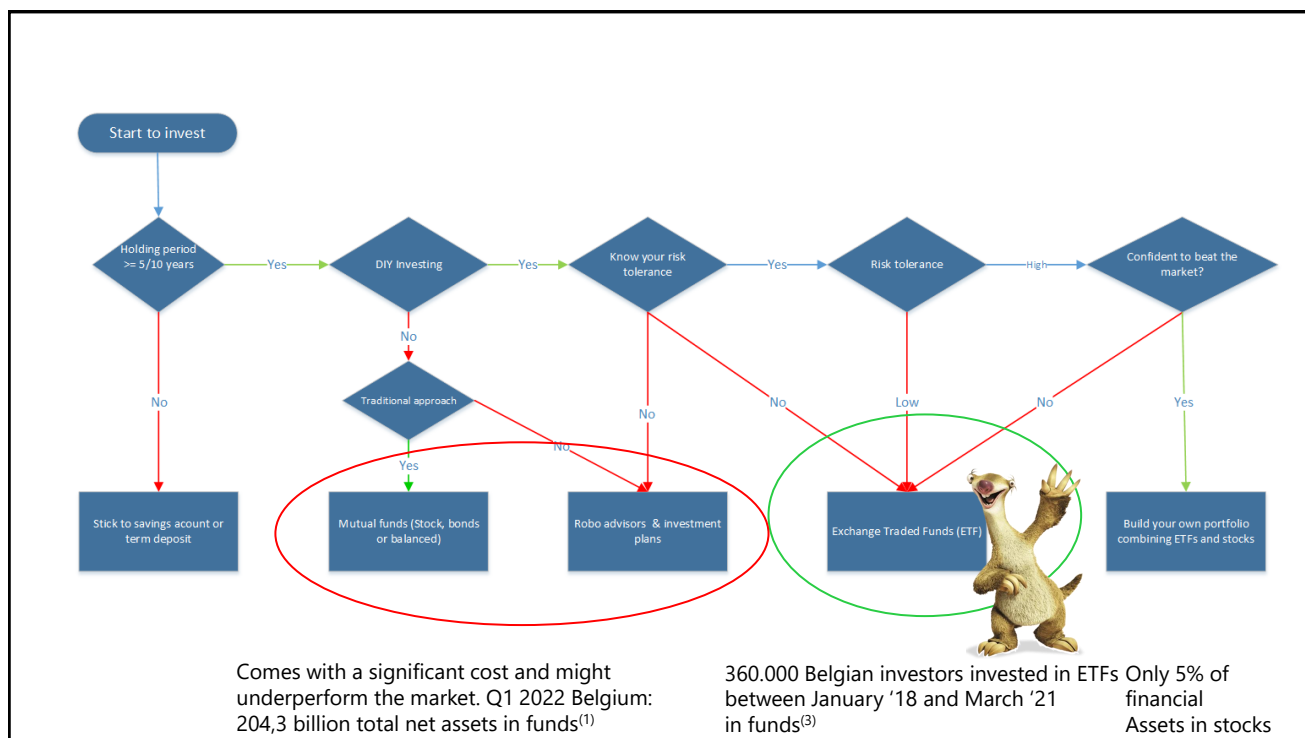 Start to invest
Holding period
>= 5/10 years
Yes
DIY Investing
Yes
Know your risk
tolerance
Yes
Risk tolerance
High
Confident to beat the
market?
No
Traditional approach
No
No
No
No
Low
No
Yes
Yes
Stick to savings acount or
term deposit
Mutual funds (Stock, bonds
or balanced)
Robo advisors & investment
plans
Exchange Traded Funds (ETF)
Build your own portfolio
combining ETFs and stocks
Comes with a significant cost and might
underperform the market. Q1 2022 Belgium:
204,3 billion total net assets in funds(1)
360.000 Belgian investors invested in ETFs
between January ‘18 and March ‘21
in funds(3)
Only 5% of
financial
Assets in stocks